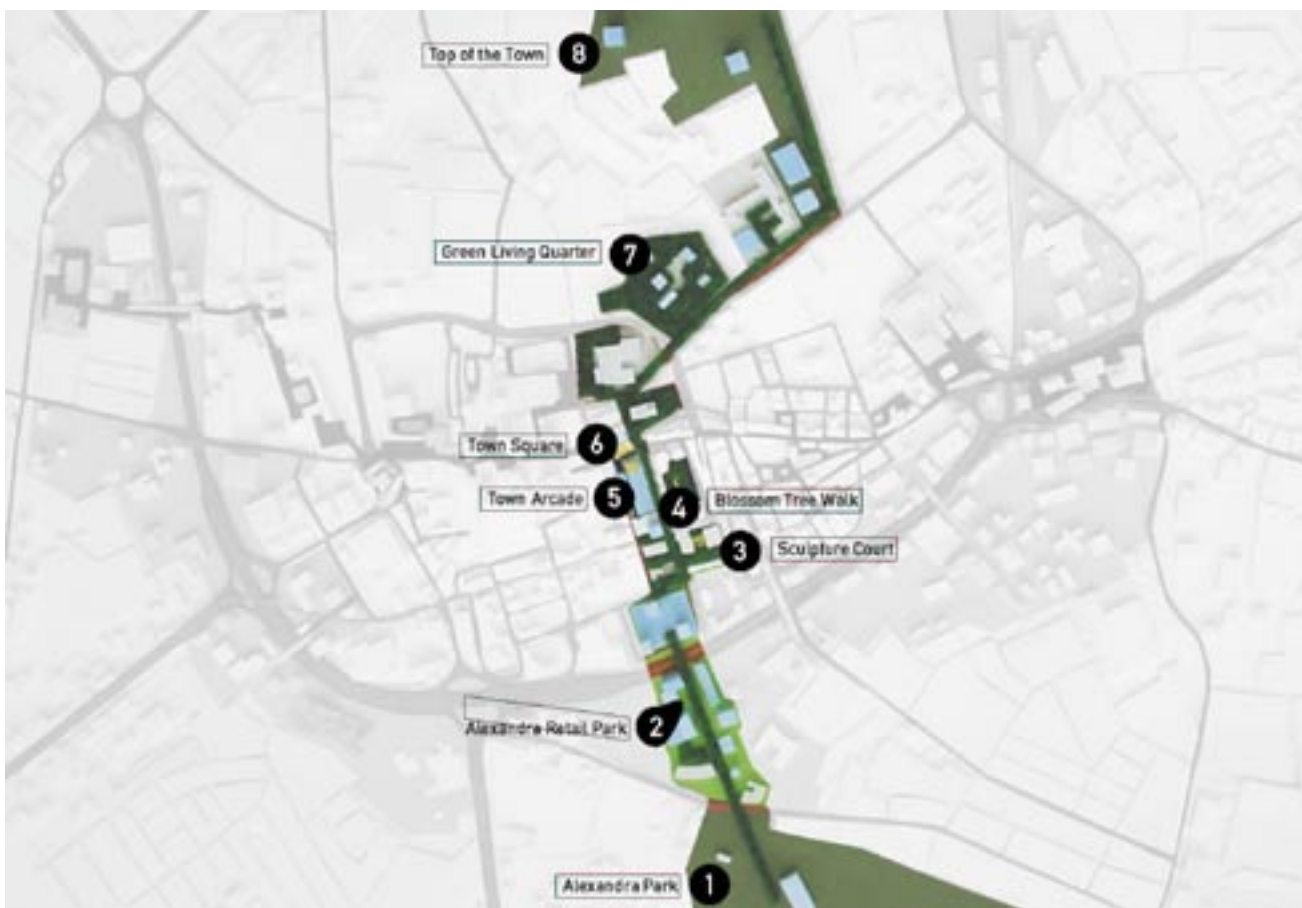 Top of the Town 8
Green Living Quarter 7
Town Square 6
Town Arcade 5
4 Blossom Tree Walk
3 Sculpture Court
Alexandra Retail Park 2
Alexandra Park 1